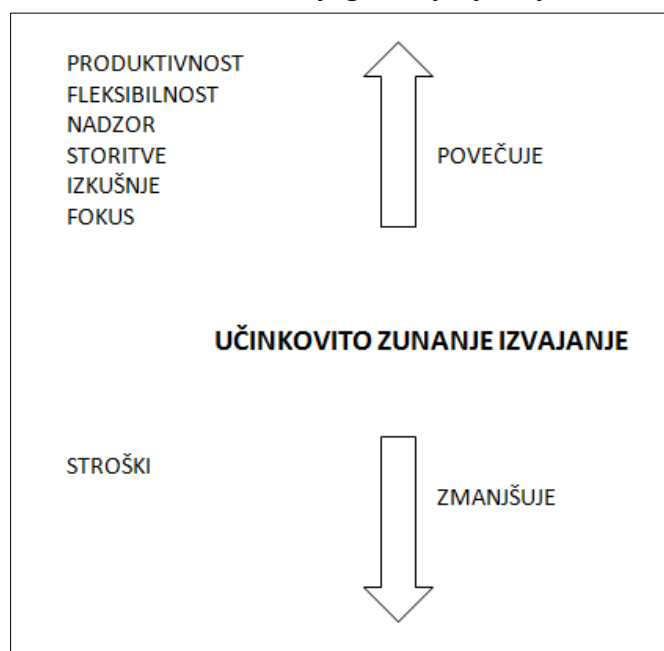 PRODUKTIVNOST
FLEKSIBILNOST
NADZOR
STORITVE
IZKUŠNJE
FOKUS
POVEČUJE
UČINKOVITO ZUNANJE IZVAJANJE
STROŠKI
ZMANJŠUJE